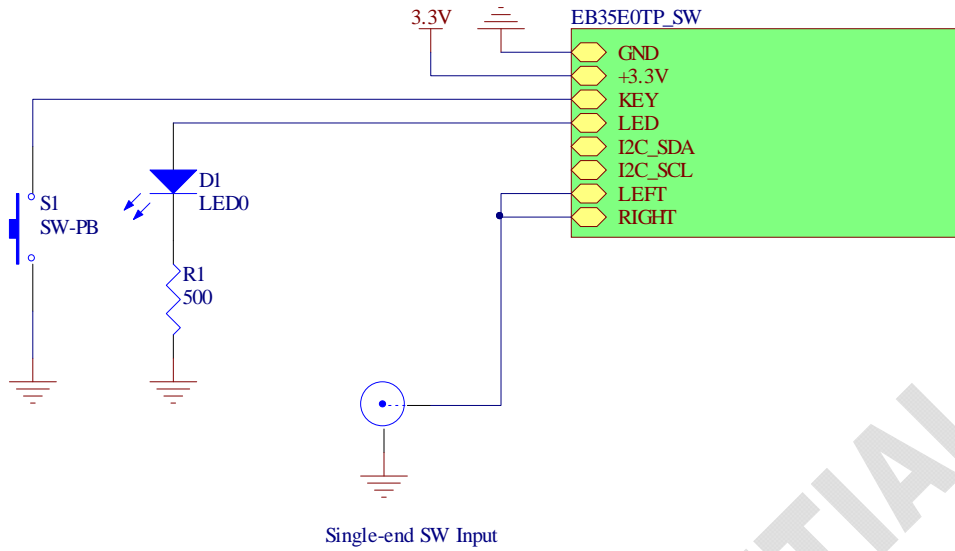 3.3V
EB35E0TP_SW
GND
+3.3V
KEY
LED
I2C_SDA
I2C_SCL
LEFT
RIGHT
S1
SW-PB
D1
LED0
R1
500
Single-end SW Input
TIAL